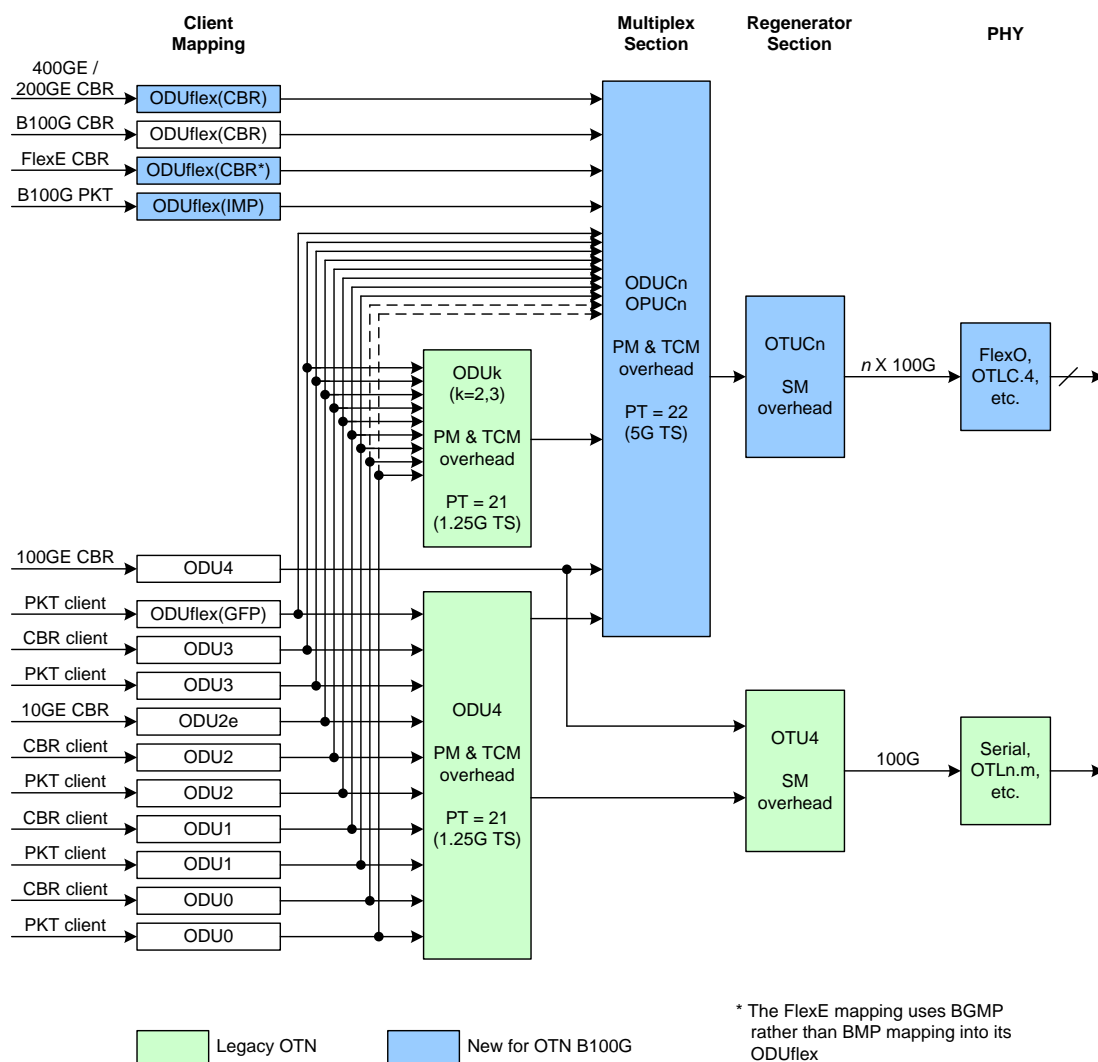 Client
Mapping
Multiplex
Section
Regenerator
Section
PHY
400GE /
200GE CBR
ODUflex(CBR)
B100G CBR
ODUflex(CBR)
FlexE CBR
ODUflex(CBR*)
B100G PKT
ODUflex(IMP)
ODUCn
OPUCn
PM & TCM
overhead
PT = 22
(5G TS)
OTUCn
SM
overhead
n X 100G
FlexO,
OTLC.4,
etc.
ODUk
(k=2,3)
PM & TCM
overhead
PT = 21
(1.25G TS)
100GE CBR
ODU4
PKT client
ODUflex(GFP)
CBR client
ODU3
PKT client
ODU3
10GE CBR
ODU2e
CBR client
ODU2
PKT client
ODU2
CBR client
ODU1
PKT client
ODU1
CBR client
ODU0
PKT client
ODU0
ODU4
PM & TCM
overhead
PT = 21
(1.25G TS)
OTU4
SM
overhead
100G
Serial,
OTLn.m,
etc.
Legacy OTN
New for OTN B100G
* The FlexE mapping uses BGMP
rather than BMP mapping into its
ODUflex